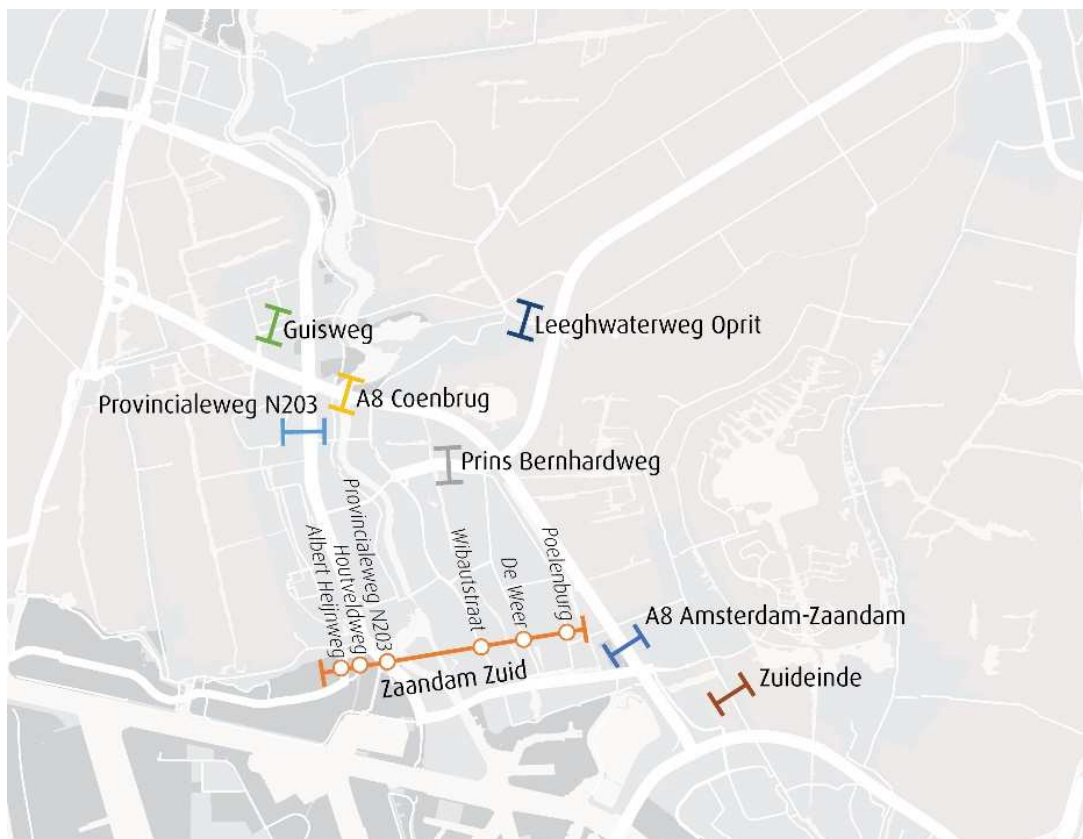 Guisweg
Leeghwaterweg Oprit
Provincialeweg N203
A8 Coenbrug
Prins Bernhardweg
Albert Heijnweg
Houtveldweg
Provincialeweg N203
Wibautstraat
De Weer
Poelenburg
A8 Amsterdam-Zaandam
Zaandam Zuid
Zuideinde